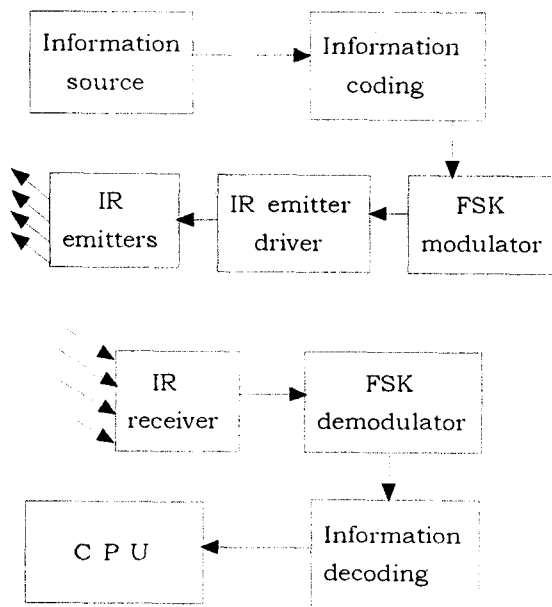 Information
source
Information
coding
IR
emitters
IR emitter
driver
FSK
modulator
IR
receiver
FSK
demodulator
C P U
Information
decoding